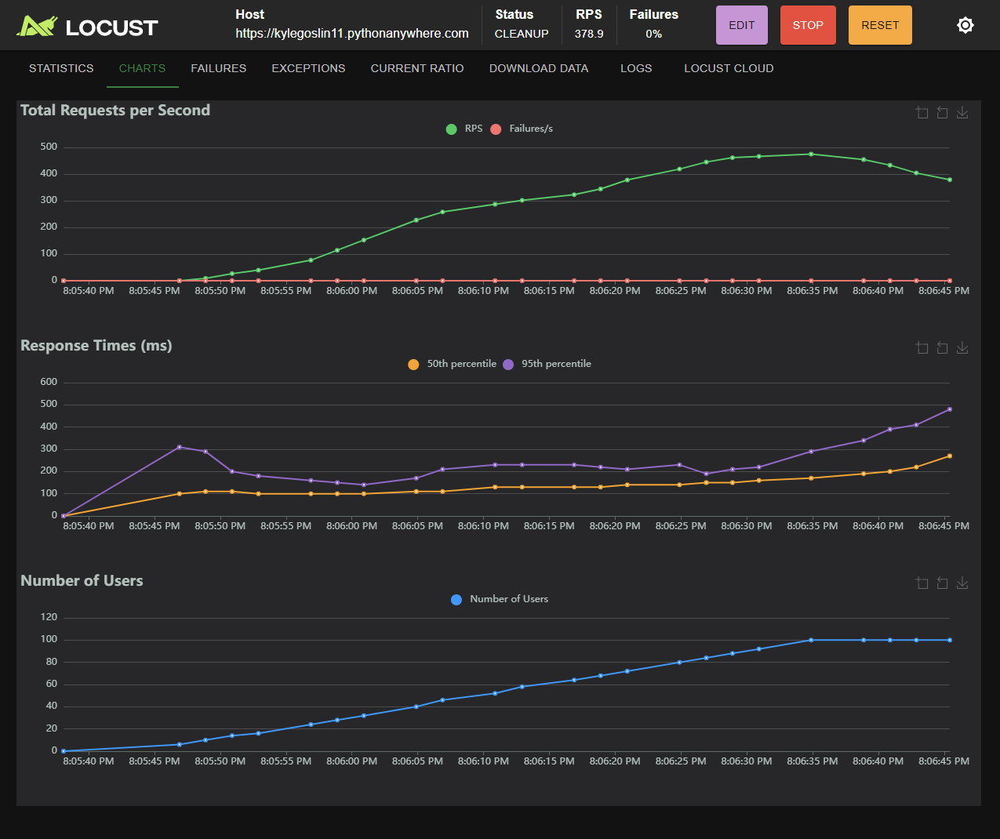 LOCUST
Host
https://kylegoslin11.pythonanywhere.com
Status
CLEANUP
RPS
378.9
Failures
0%
EDIT
STOP
RESET
STATISTICS CHARTS FAILURES EXCEPTIONS CURRENT RATIO DOWNLOAD DATA LOGS LOCUST CLOUD
Total Requests per Second
RPS Failures/s
500
400
300
200
100
0
8:05:40 PM 8:05:45 PM 8:05:50 PM 8:05:55 PM 8:06:00 PM 8:06:05 PM 8:06:10 PM 8:06:15 PM 8:06:20 PM 8:06:25 PM 8:06:30 PM 8:06:35 PM 8:06:40 PM 8:06:45 PM
Response Times (ms)
50th percentile 95th percentile
600
500
400
300
200
100
0
8:05:40 PM 8:05:45 PM 8:05:50 PM 8:05:55 PM 8:06:00 PM 8:06:05 PM 8:06:10 PM 8:06:15 PM 8:06:20 PM 8:06:25 PM 8:06:30 PM 8:06:35 PM 8:06:40 PM 8:06:45 PM
Number of Users
Number of Users
120
100
80
60
40
20
0
8:05:40 PM 8:05:45 PM 8:05:50 PM 8:05:55 PM 8:06:00 PM 8:06:05 PM 8:06:10 PM 8:06:15 PM 8:06:20 PM 8:06:25 PM 8:06:30 PM 8:06:35 PM 8:06:40 PM 8:06:45 PM